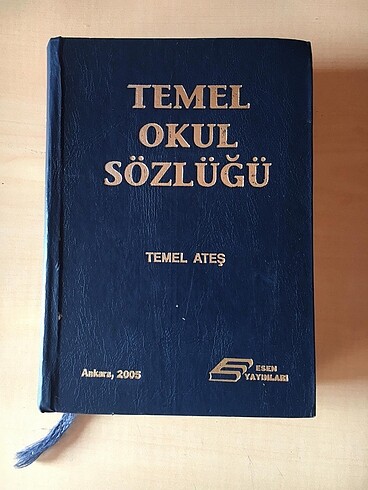 TEMEL
OKUL
SÖZLÜĞÜ
TEMEL ATEŞ
Ankara, 2005
ESEN
YAYINLARI